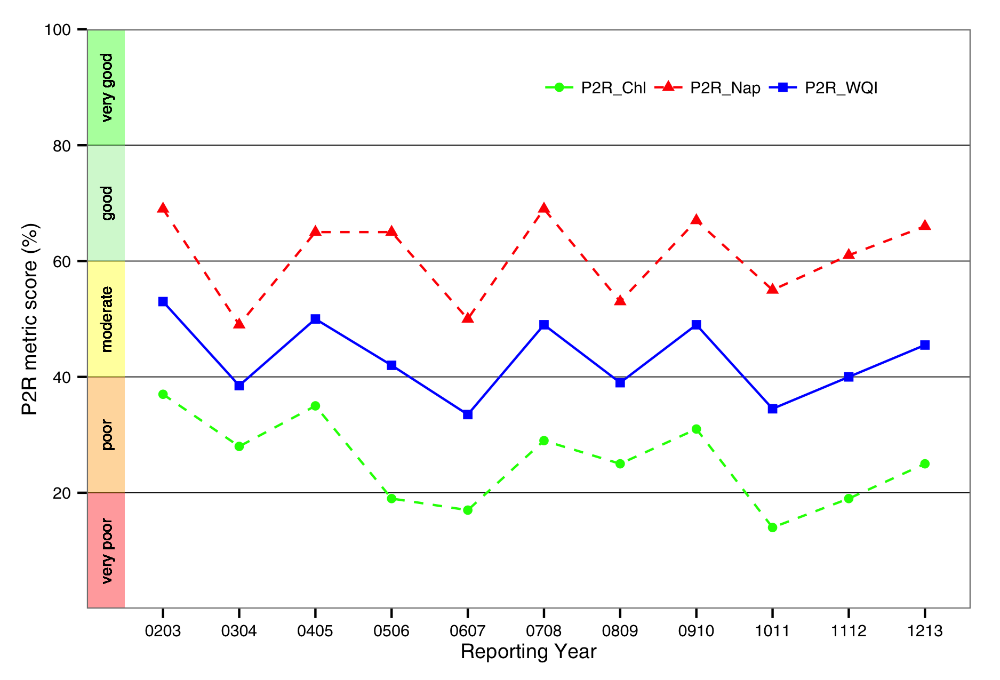 100
80
60
40
20
very good
good
moderate
poor
very poor
P2R metric score (%)
P2R_Chl P2R_Nap P2R_WQI
0203 0304 0405 0506 0607 0708 0809 0910 1011 1112 1213
Reporting Year